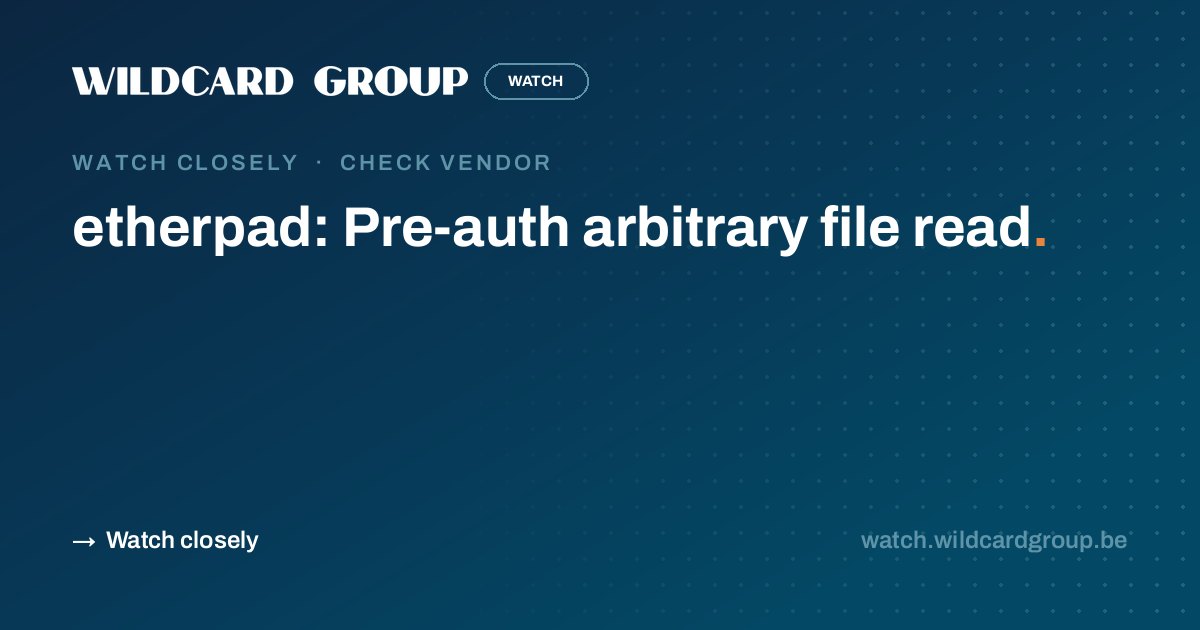 WILDCARD GROUP WATCH
WATCH CLOSELY · CHECK VENDOR
etherpad: Pre-auth arbitrary file read.
→ Watch closely
watch.wildcardgroup.be